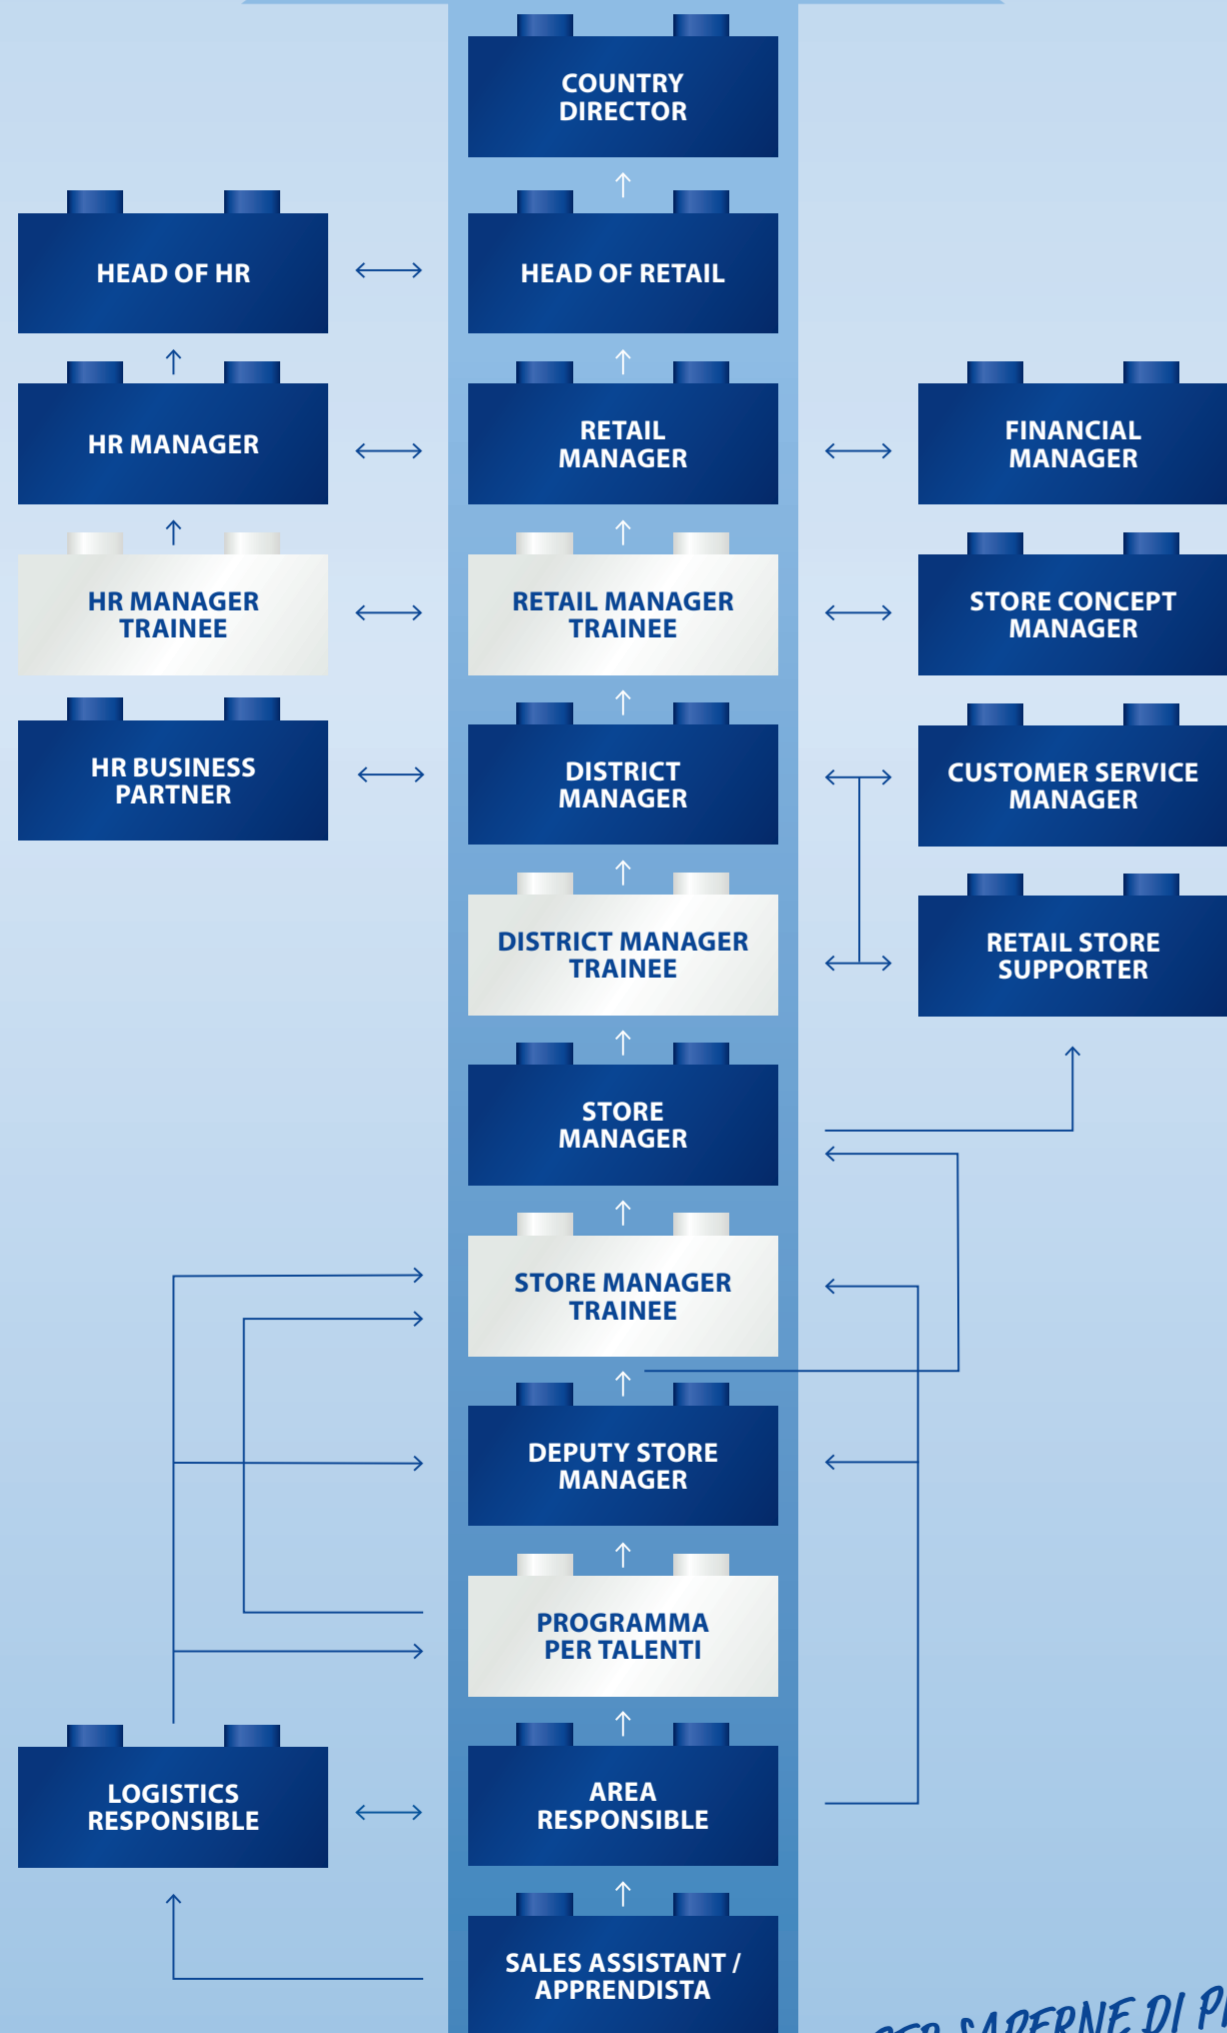 COUNTRY
DIRECTOR
HEAD OF HR
HEAD OF RETAIL
HR MANAGER
RETAIL
MANAGER
FINANCIAL
MANAGER
HR MANAGER
TRAINEE
RETAIL MANAGER
TRAINEE
STORE CONCEPT
MANAGER
HR BUSINESS
PARTNER
DISTRICT
MANAGER
CUSTOMER SERVICE
MANAGER
DISTRICT MANAGER
TRAINEE
RETAIL STORE
SUPPORTER
STORE
MANAGER
STORE MANAGER
TRAINEE
DEPUTY STORE
MANAGER
PROGRAMMA
PER TALENTI
LOGISTICS
RESPONSIBLE
AREA
RESPONSIBLE
SALES ASSISTANT /
APPRENDISTA
SAPERNE DI